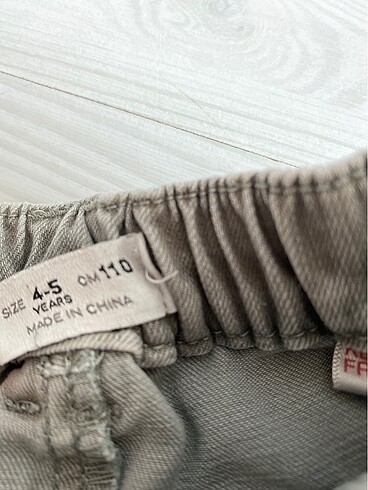 SIZE 4-5 CM 110
YEARS
MADE IN CHINA